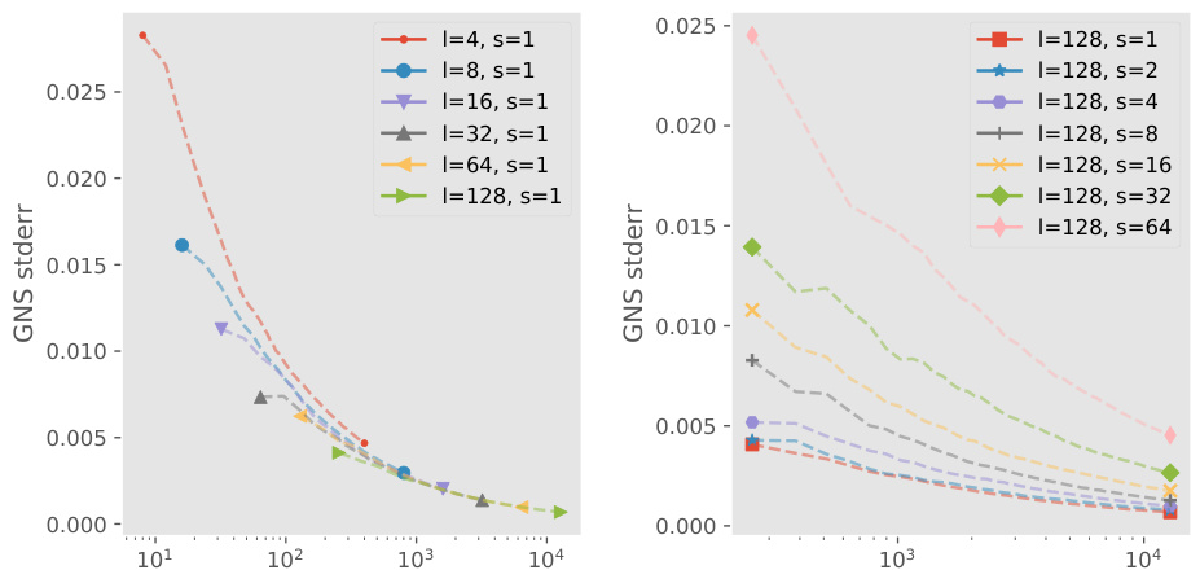 GNS stderr
0.025
0.020
0.015
0.010
0.005
0.000
10¹
10²
10³
10⁴
l=4, s=1
l=8, s=1
l=16, s=1
l=32, s=1
l=64, s=1
l=128, s=1
GNS stderr
0.025
0.020
0.015
0.010
0.005
0.000
10³
10⁴
l=128, s=1
l=128, s=2
l=128, s=4
l=128, s=8
l=128, s=16
l=128, s=32
l=128, s=64